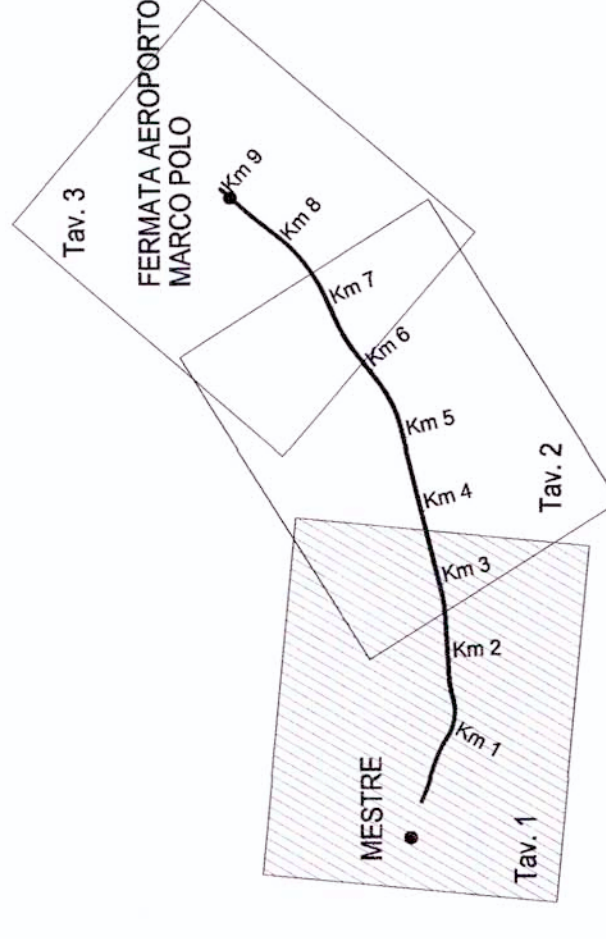 FERMATA AEROPORTO
MARCO POLO
Tav. 3
Km 9
Km 8
Km 7
Km 6
Km 5
Km 4
Km 3
Km 2
Km 1
Tav. 2
MESTRE
Tav. 1